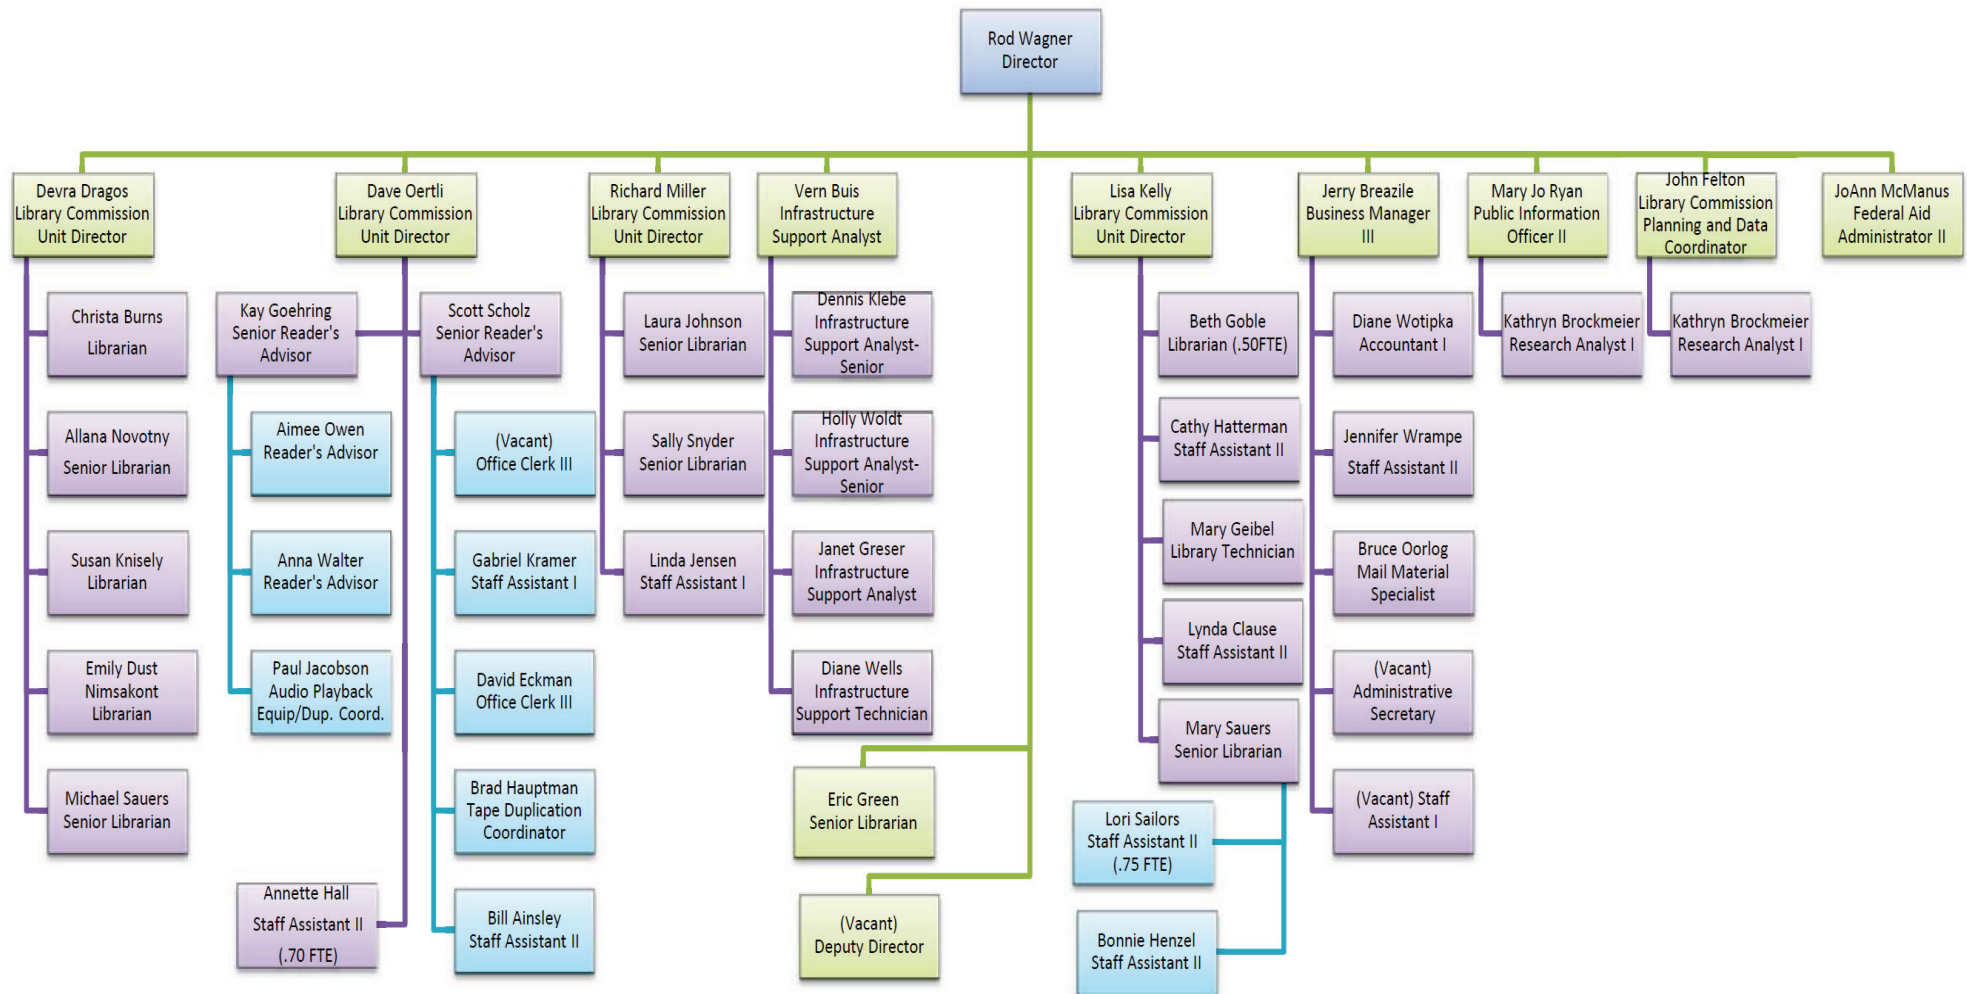 Rod Wagner
Director
Devra Dragos
Library Commission
Unit Director
Dave Oertli
Library Commission
Unit Director
Richard Miller
Library Commission
Unit Director
Vern Buis
Infrastructure
Support Analyst
Lisa Kelly
Library Commission
Unit Director
Jerry Breazile
Business Manager
III
Mary Jo Ryan
Public Information
Officer II
John Felton
Library Commission
Planning and Data
Coordinator
JoAnn McManus
Federal Aid
Administrator II
Christa Burns
Librarian
Allana Novotny
Senior Librarian
Susan Knisely
Librarian
Emily Dust
Nimsakont
Librarian
Michael Sauers
Senior Librarian
Kay Goehring
Senior Reader's
Advisor
Aimee Owen
Reader's Advisor
Anna Walter
Reader's Advisor
Paul Jacobson
Audio Playback
Equip/Dup. Coord.
Annette Hall
Staff Assistant II
(.70 FTE)
Scott Scholz
Senior Reader's
Advisor
(Vacant)
Office Clerk III
Gabriel Kramer
Staff Assistant I
David Eckman
Office Clerk III
Brad Hauptman
Tape Duplication
Coordinator
Bill Ainsley
Staff Assistant II
Laura Johnson
Senior Librarian
Sally Snyder
Senior Librarian
Linda Jensen
Staff Assistant I
Dennis Klebe
Infrastructure
Support Analyst-
Senior
Holly Woldt
Infrastructure
Support Analyst-
Senior
Janet Greser
Infrastructure
Support Analyst
Diane Wells
Infrastructure
Support Technician
Eric Green
Senior Librarian
(Vacant)
Deputy Director
Beth Goble
Librarian (.50FTE)
Cathy Hatterman
Staff Assistant II
Mary Geibel
Library Technician
Lynda Clause
Staff Assistant II
Mary Sauers
Senior Librarian
Lori Sailors
Staff Assistant II
(.75 FTE)
Bonnie Henzel
Staff Assistant II
Diane Wotipka
Accountant I
Jennifer Wrampe
Staff Assistant II
Bruce Oorlog
Mail Material
Specialist
(Vacant)
Administrative
Secretary
(Vacant) Staff
Assistant I
Kathryn Brockmeier
Research Analyst I
Kathryn Brockmeier
Research Analyst I